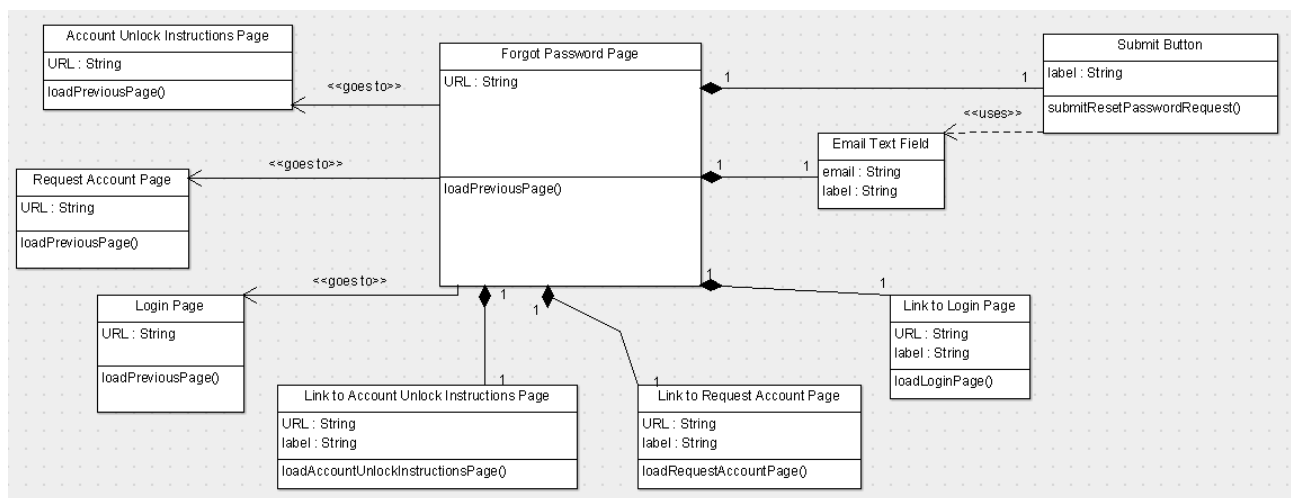 Account Unlock Instructions Page
URL : String
loadPreviousPage()
<<goes to>>
Forgot Password Page
URL : String
loadPreviousPage()
1
1
Submit Button
label : String
submitResetPasswordRequest()
<<uses>>
Email Text Field
email : String
label : String
1
1
<<goes to>>
Request Account Page
URL : String
loadPreviousPage()
<<goes to>>
Login Page
URL : String
loadPreviousPage()
1
1
Link to Login Page
URL : String
label : String
loadLoginPage()
1
1
Link to Account Unlock Instructions Page
URL : String
label : String
loadAccountUnlockInstructionsPage()
1
1
Link to Request Account Page
URL : String
label : String
loadRequestAccountPage()